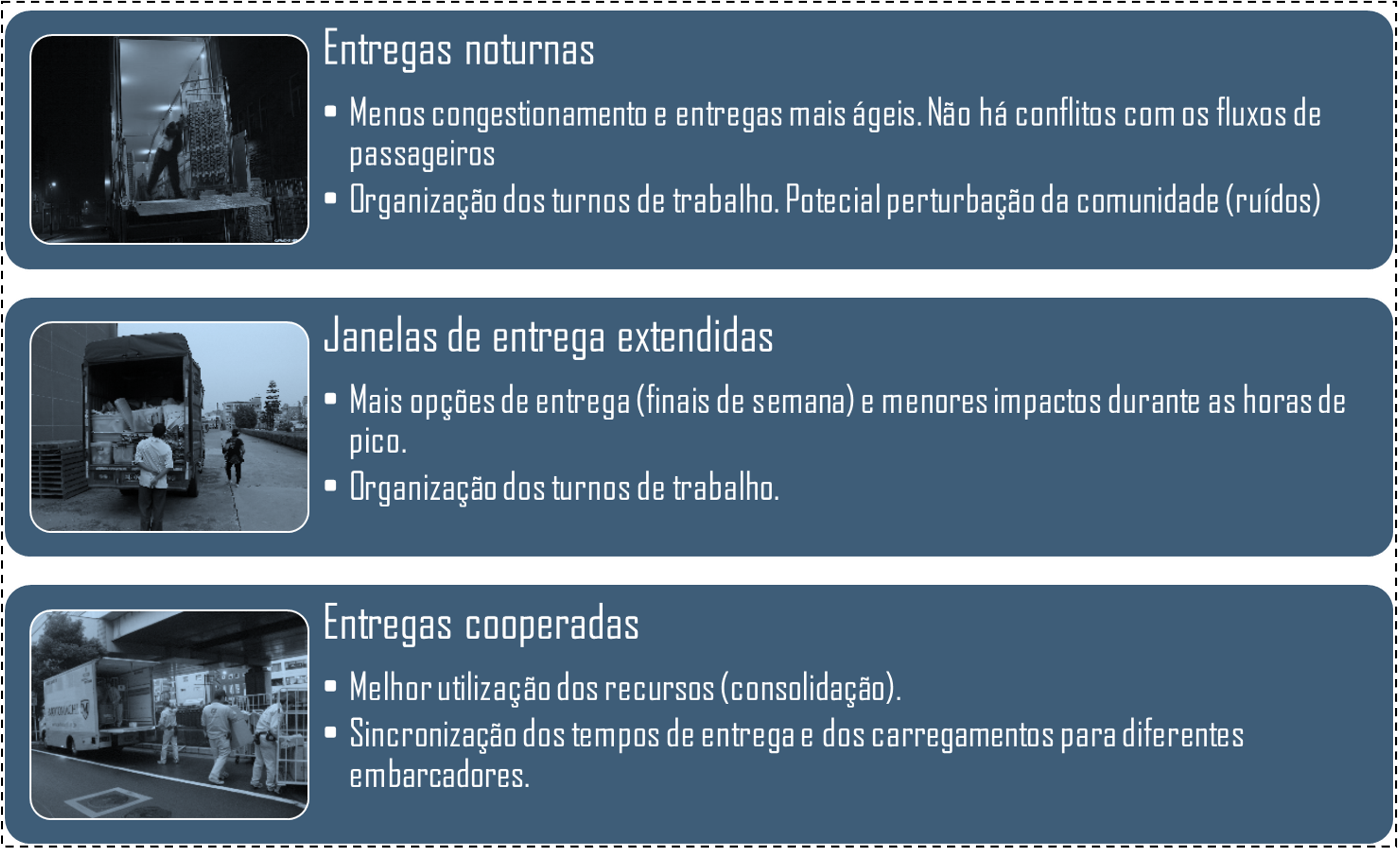 Entregas noturnas
▪ Menos congestionamento e entregas mais ágeis. Não há conflitos com os fluxos de
passageiros
▪ Organização dos turnos de trabalho. Potecial perturbação da comunidade (ruídos)
Janelas de entrega extendidas
▪ Mais opções de entrega (finais de semana) e menores impactos durante as horas de
pico.
▪ Organização dos turnos de trabalho.
Entregas cooperadas
▪ Melhor utilização dos recursos (consolidação).
▪ Sincronização dos tempos de entrega e dos carregamentos para diferentes
embarcadores.